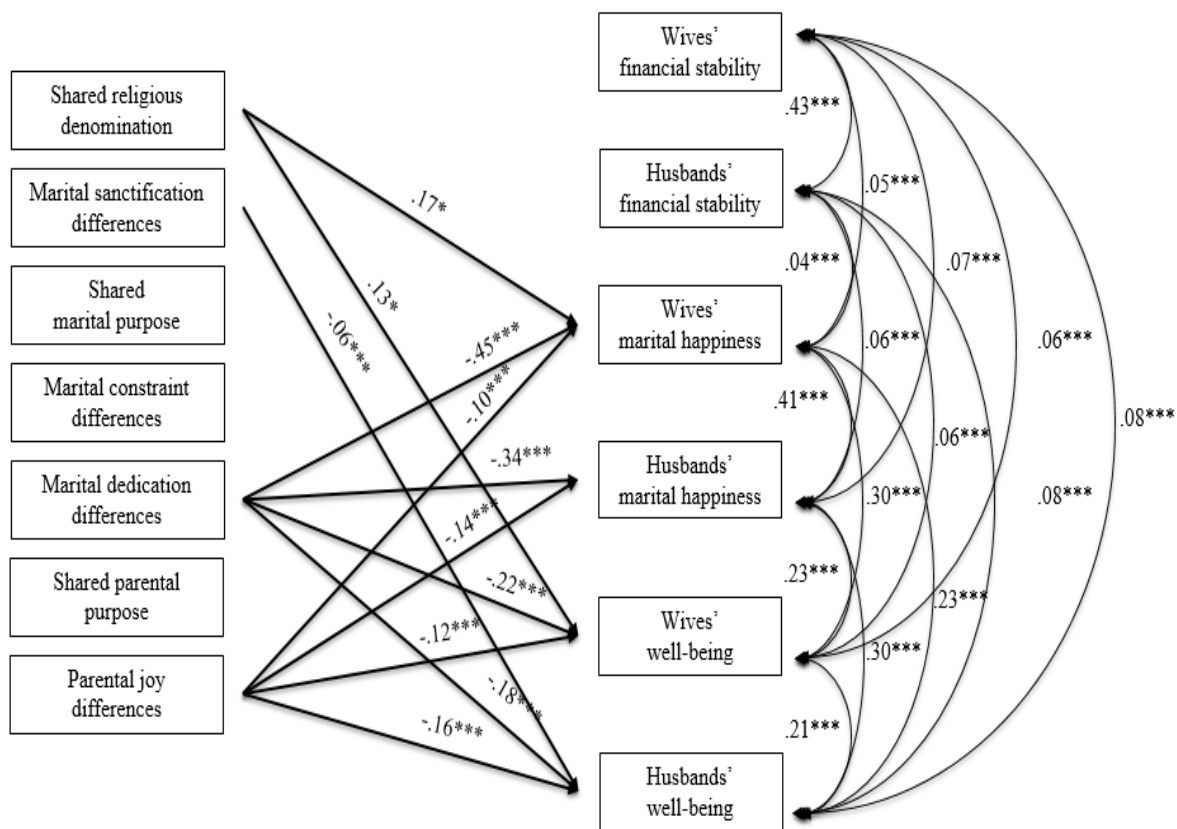 Shared religious
denomination
Marital sanctification
differences
Shared
marital purpose
Marital constraint
differences
Marital dedication
differences
Shared parental
purpose
Parental joy
differences
.17*
.13*
-.06***
-.45***
-.10***
-.34***
-.14***
-.22***
-.12***
-.18***
-.16***
Wives’
financial stability
Husbands’
financial stability
Wives’
marital happiness
Husbands’
marital happiness
Wives’
well-being
Husbands’
well-being
.43***
.05***
.04***
.07***
.06***
.06***
.41***
.06***
.08***
.30***
.08***
.23***
.23***
.30***
.21***